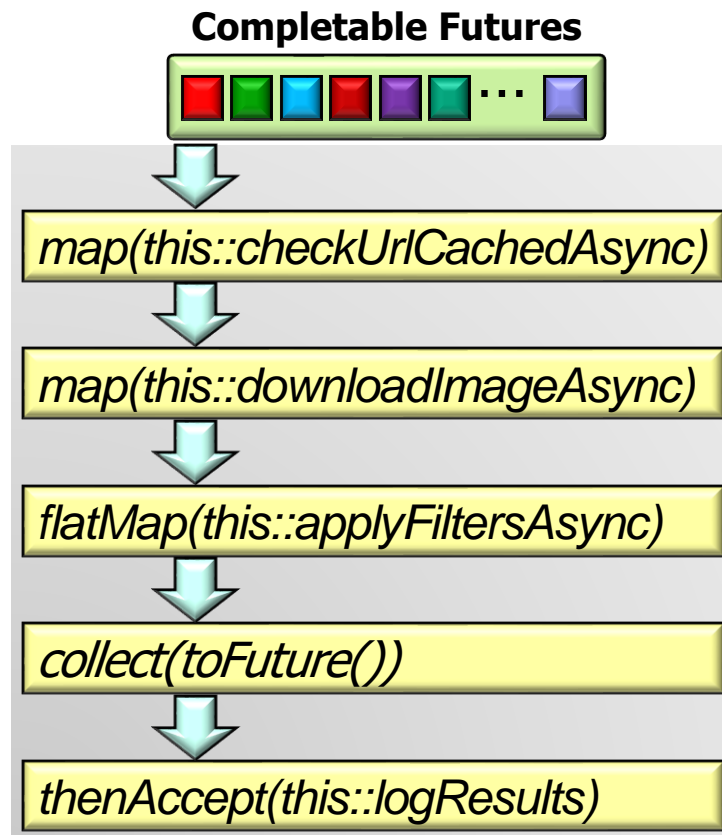 Completable Futures
...
map(this::checkUrlCachedAsync)
map(this::downloadImageAsync)
flatMap(this::applyFiltersAsync)
collect(toFuture())
thenAccept(this::logResults)